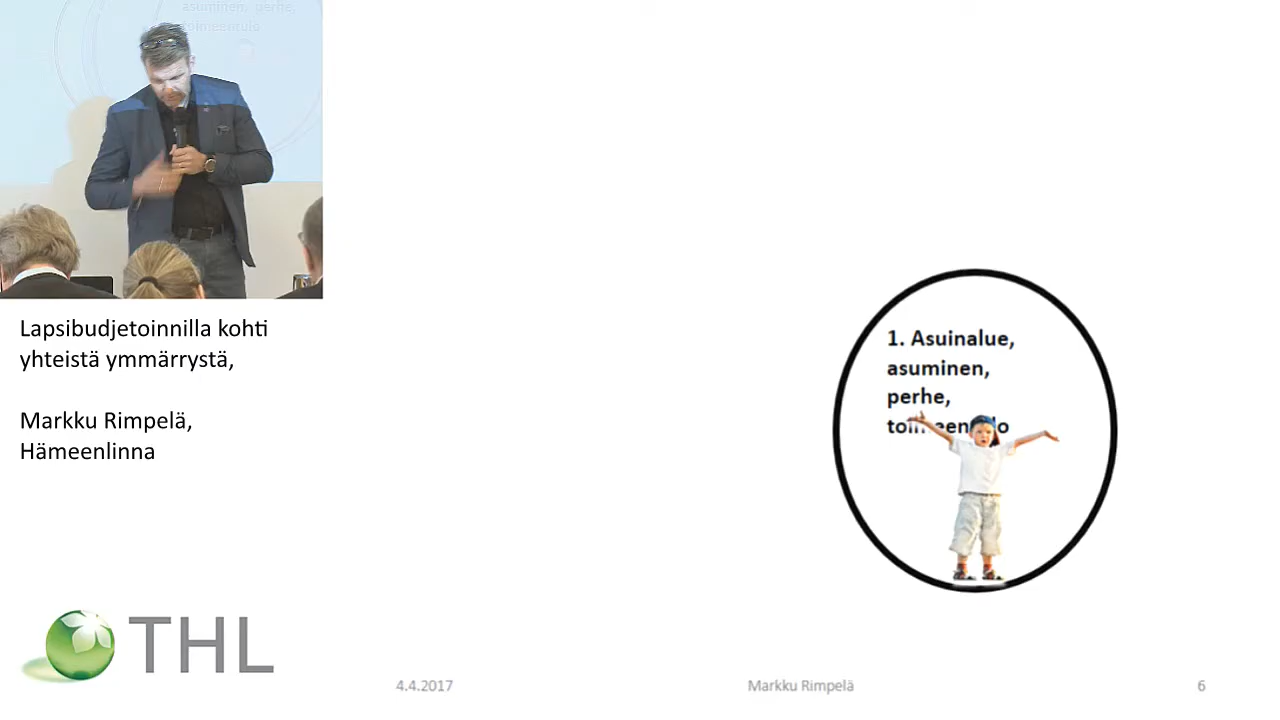 asuminen, perhe,
toimeentulo
Lapsibudjetoinnilla kohti
yhteistä ymmärrystä,
Markku Rimpelä,
Hämeenlinna
1. Asuinalue,
asuminen,
perhe,
THL
4.4.2017
Markku Rimpelä
6